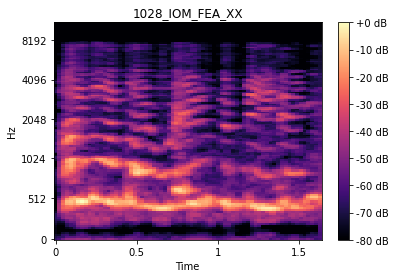 1028_IOM_FEA_XX
+0 dB
8192
-10 dB
4096
-20 dB
-30 dB
2048
Hz
-40 dB
1024
-50 dB
512
-60 dB
-70 dB
0
-80 dB
0
0.5
1
1.5
Time